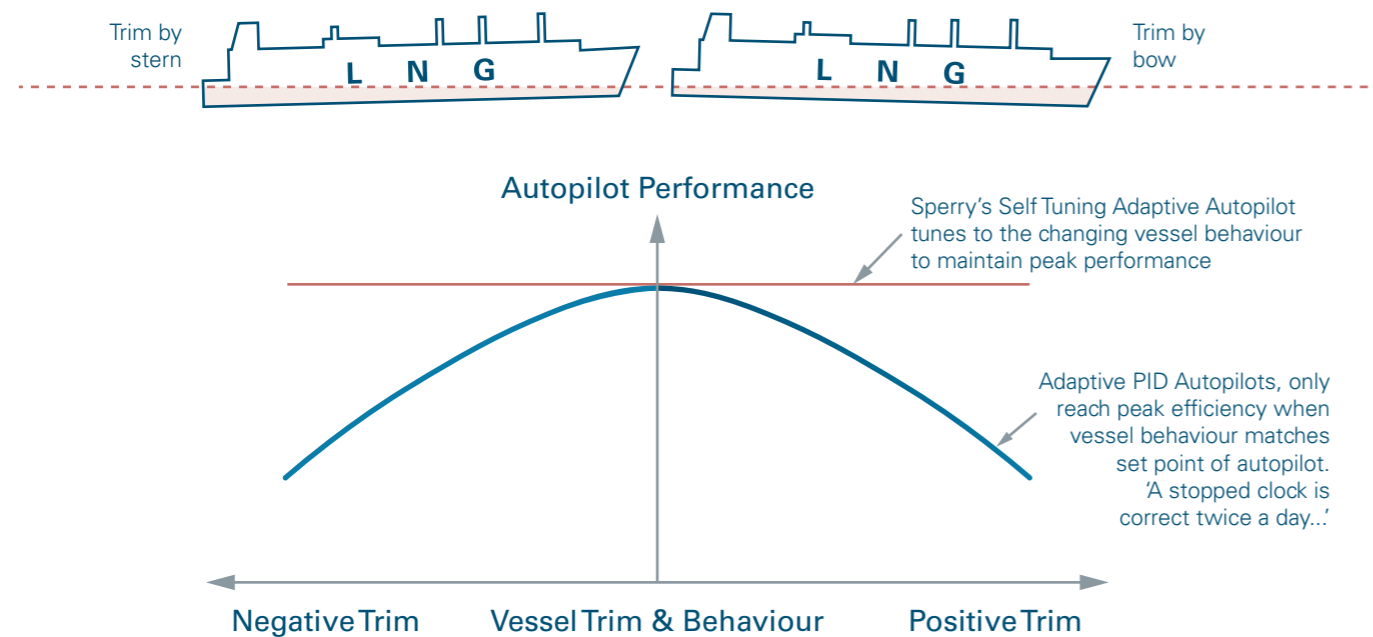 Trim by
stern
L N G
L N G
Trim by
bow
Autopilot Performance
Sperry’s Self Tuning Adaptive Autopilot
tunes to the changing vessel behaviour
to maintain peak performance
Adaptive PID Autopilots, only
reach peak efficiency when
vessel behaviour matches
set point of autopilot.
‘A stopped clock is
correct twice a day...’
Negative Trim
Vessel Trim & Behaviour
Positive Trim